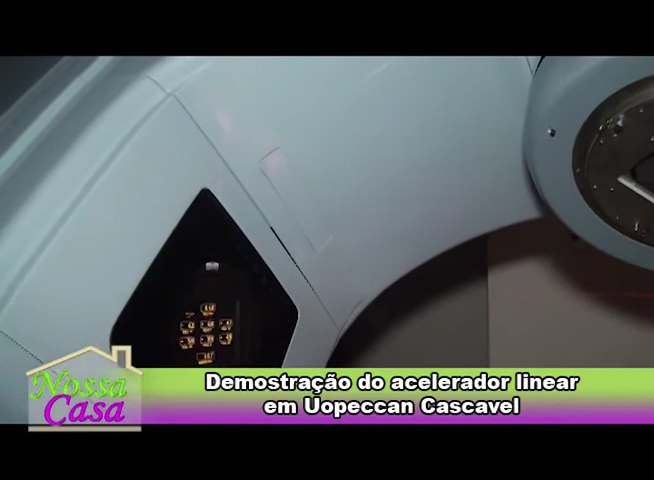 Demostração do acelerador linear
em Uopeccan Cascavel
Nossa
Casa